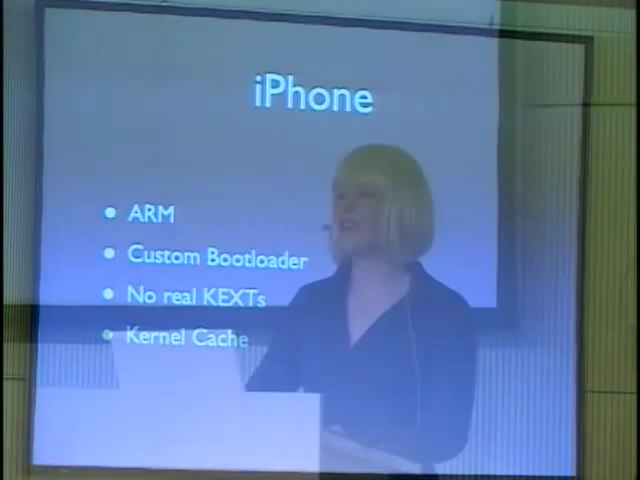 iPhone
ARM
Custom Bootloader
No real KEXTs
Kernel Cache